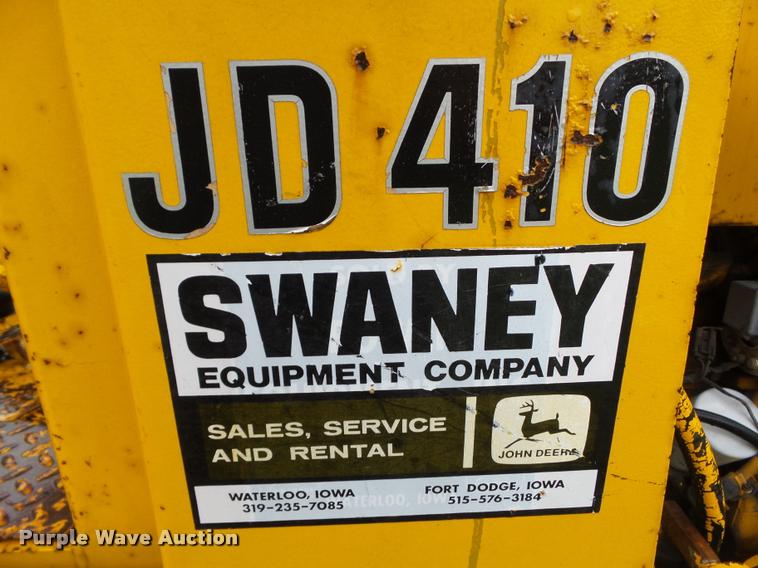 JD 410
SWANEY
EQUIPMENT COMPANY
SALES, SERVICE
AND RENTAL
JOHN DEERE
WATERLOO, IOWA
319-235-7085
FORT DODGE, IOWA
515-576-3184
Purple Wave Auction